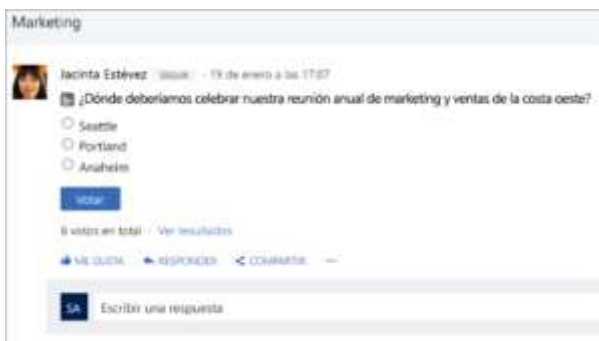 Marketing
Jacinta Estévez - 19 de enero a las 17:07
¿Dónde deberíamos celebrar nuestra reunión anual de marketing y ventas de la costa oeste?
Seattle
Portland
Anaheim
Votar
6 votos en total · Ver resultados
ME GUSTA RESPONDER COMPARTIR ...
SA Escribir una respuesta